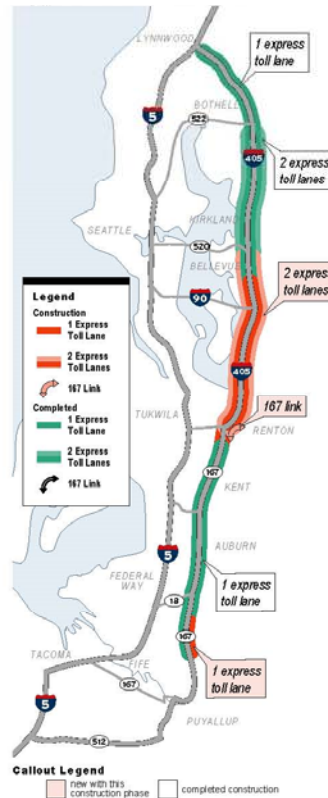 LYNNWOOD
1 express
toll lane
BOTHELL
5
522
405
2 express
toll lanes
KIRKLAND
SEATTLE
520
BELLEVUE
2 express
toll lanes
90
Legend
Construction
1 Express
Toll Lane
2 Express
Toll Lanes
167 Link
Completed
1 Express
Toll Lane
2 Express
Toll Lanes
167 Link
405
167 link
TUKWILA
RENTON
167
KENT
AUBURN
5
1 express
toll lane
FEDERAL
WAY
18
167
TACOMA
FIFE
167
1 express
toll lane
5
PUYALLUP
512
Callout Legend
new with this
construction phase
completed construction